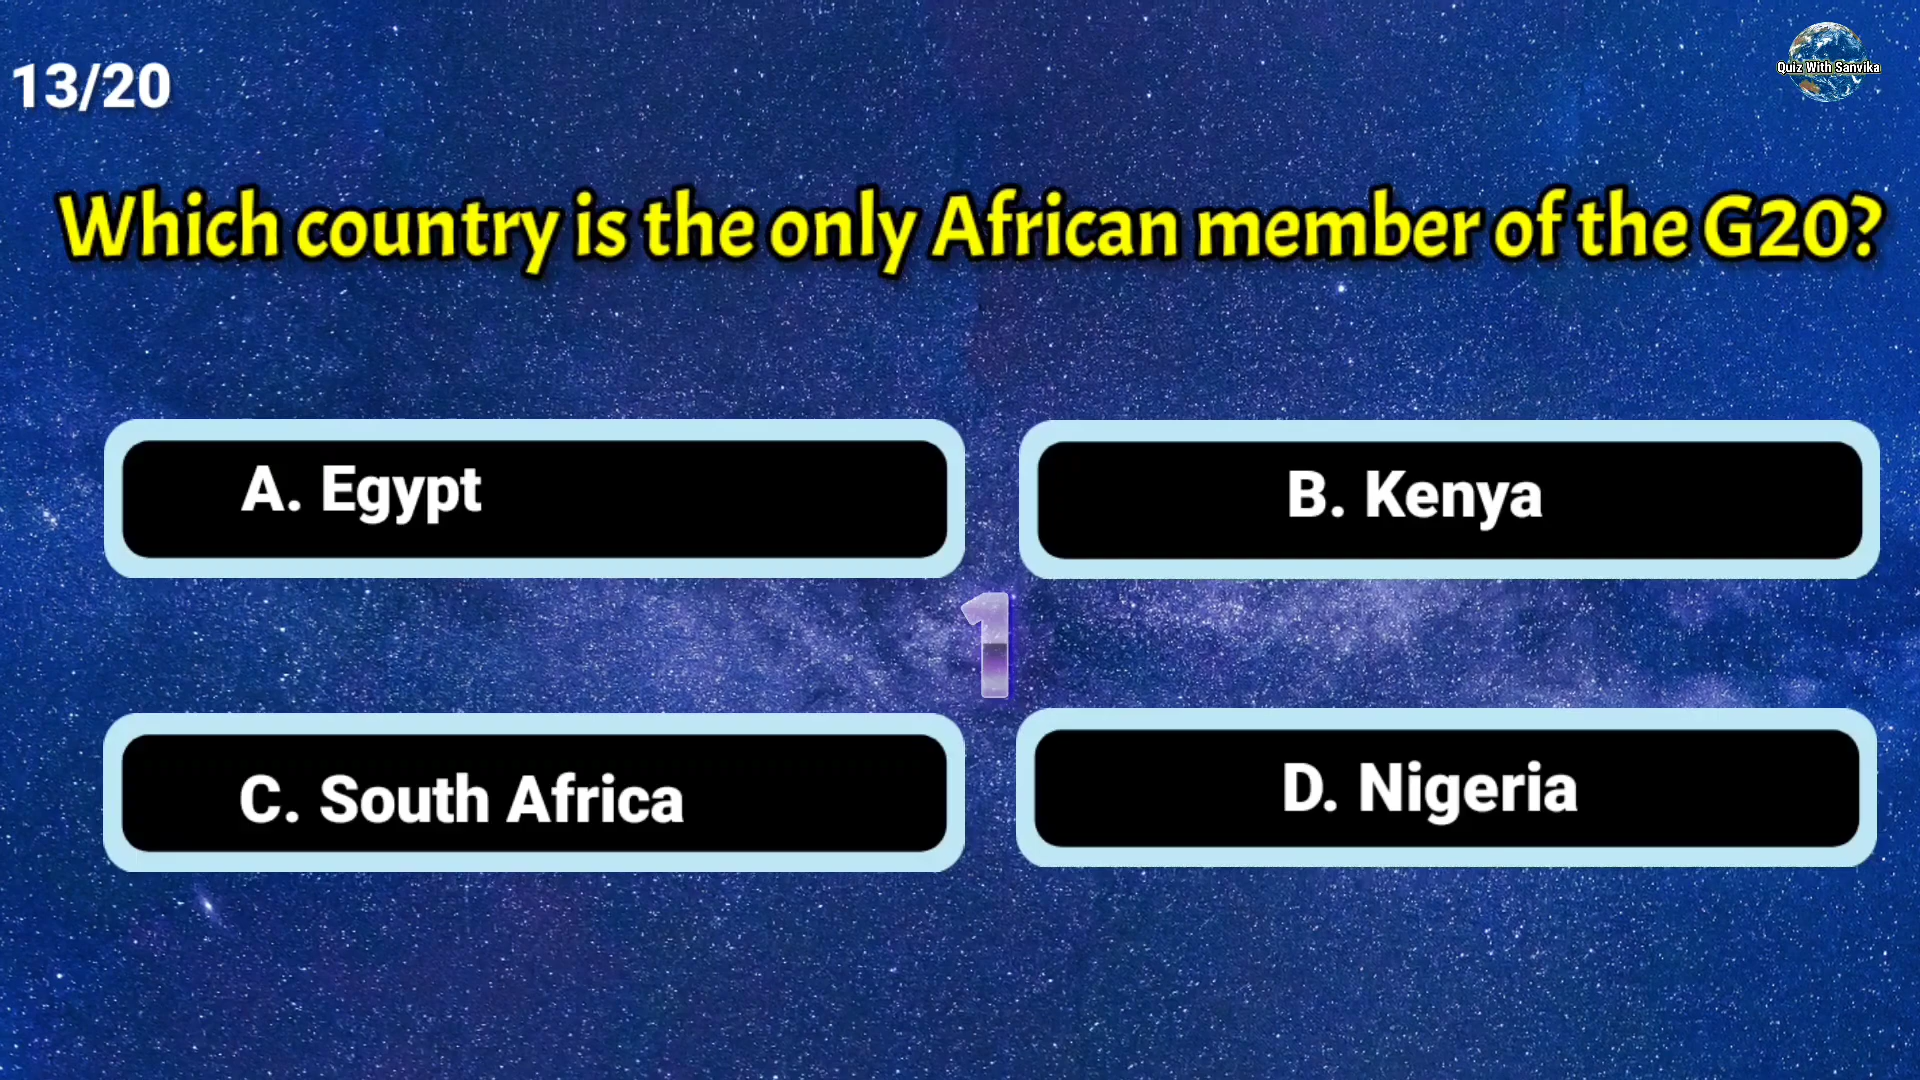 13/20
Quiz With Sanvika
Which country is the only African member of the G20?
A. Egypt
B. Kenya
1
C. South Africa
D. Nigeria